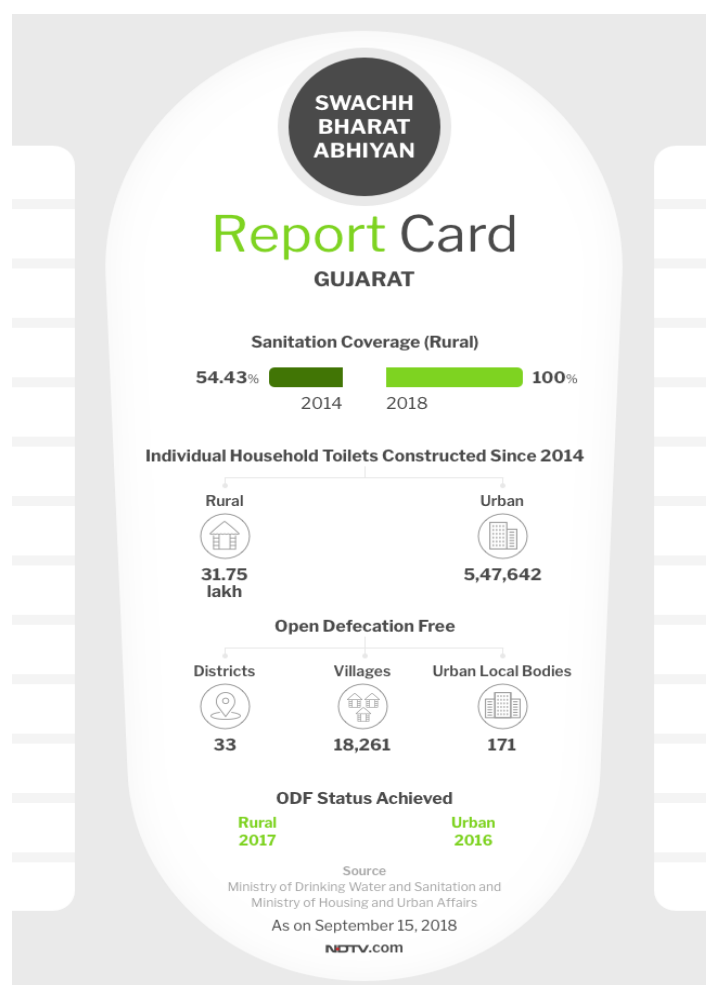 SWACHH
BHARAT
ABHIYAN
Report Card
GUJARAT
Sanitation Coverage (Rural)
54.43% 100%
2014 2018
Individual Household Toilets Constructed Since 2014
Rural Urban
31.75 5,47,642
lakh
Open Defecation Free
Districts Villages Urban Local Bodies
33 18,261 171
ODF Status Achieved
Rural Urban
2017 2016
Source
Ministry of Drinking Water and Sanitation and
Ministry of Housing and Urban Affairs
As on September 15, 2018
NDTV.com